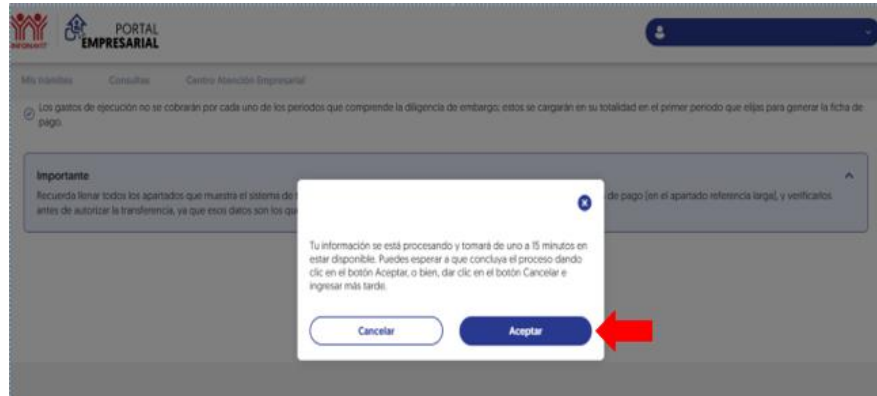 INFONAVIT
PORTAL
EMPRESARIAL
Mis trámites Consultas Centro Atención Empresarial
Los gastos de ejecución no se cobrarán por cada uno de los periodos que comprende la diligencia de embargo; estos se cargarán en su totalidad en el primer periodo que elijas para generar la ficha de
pago.
Importante
Recuerda llenar todos los apartados que muestra el sistema de de pago (en el apartado referencia larga), y verificarlos
antes de autorizar la transferencia, ya que esos datos son los que
Tu información se está procesando y tomará de uno a 15 minutos en
estar disponible. Puedes esperar a que concluya el proceso dando
clic en el botón Aceptar, o bien, dar clic en el botón Cancelar e
ingresar más tarde.
Cancelar Aceptar